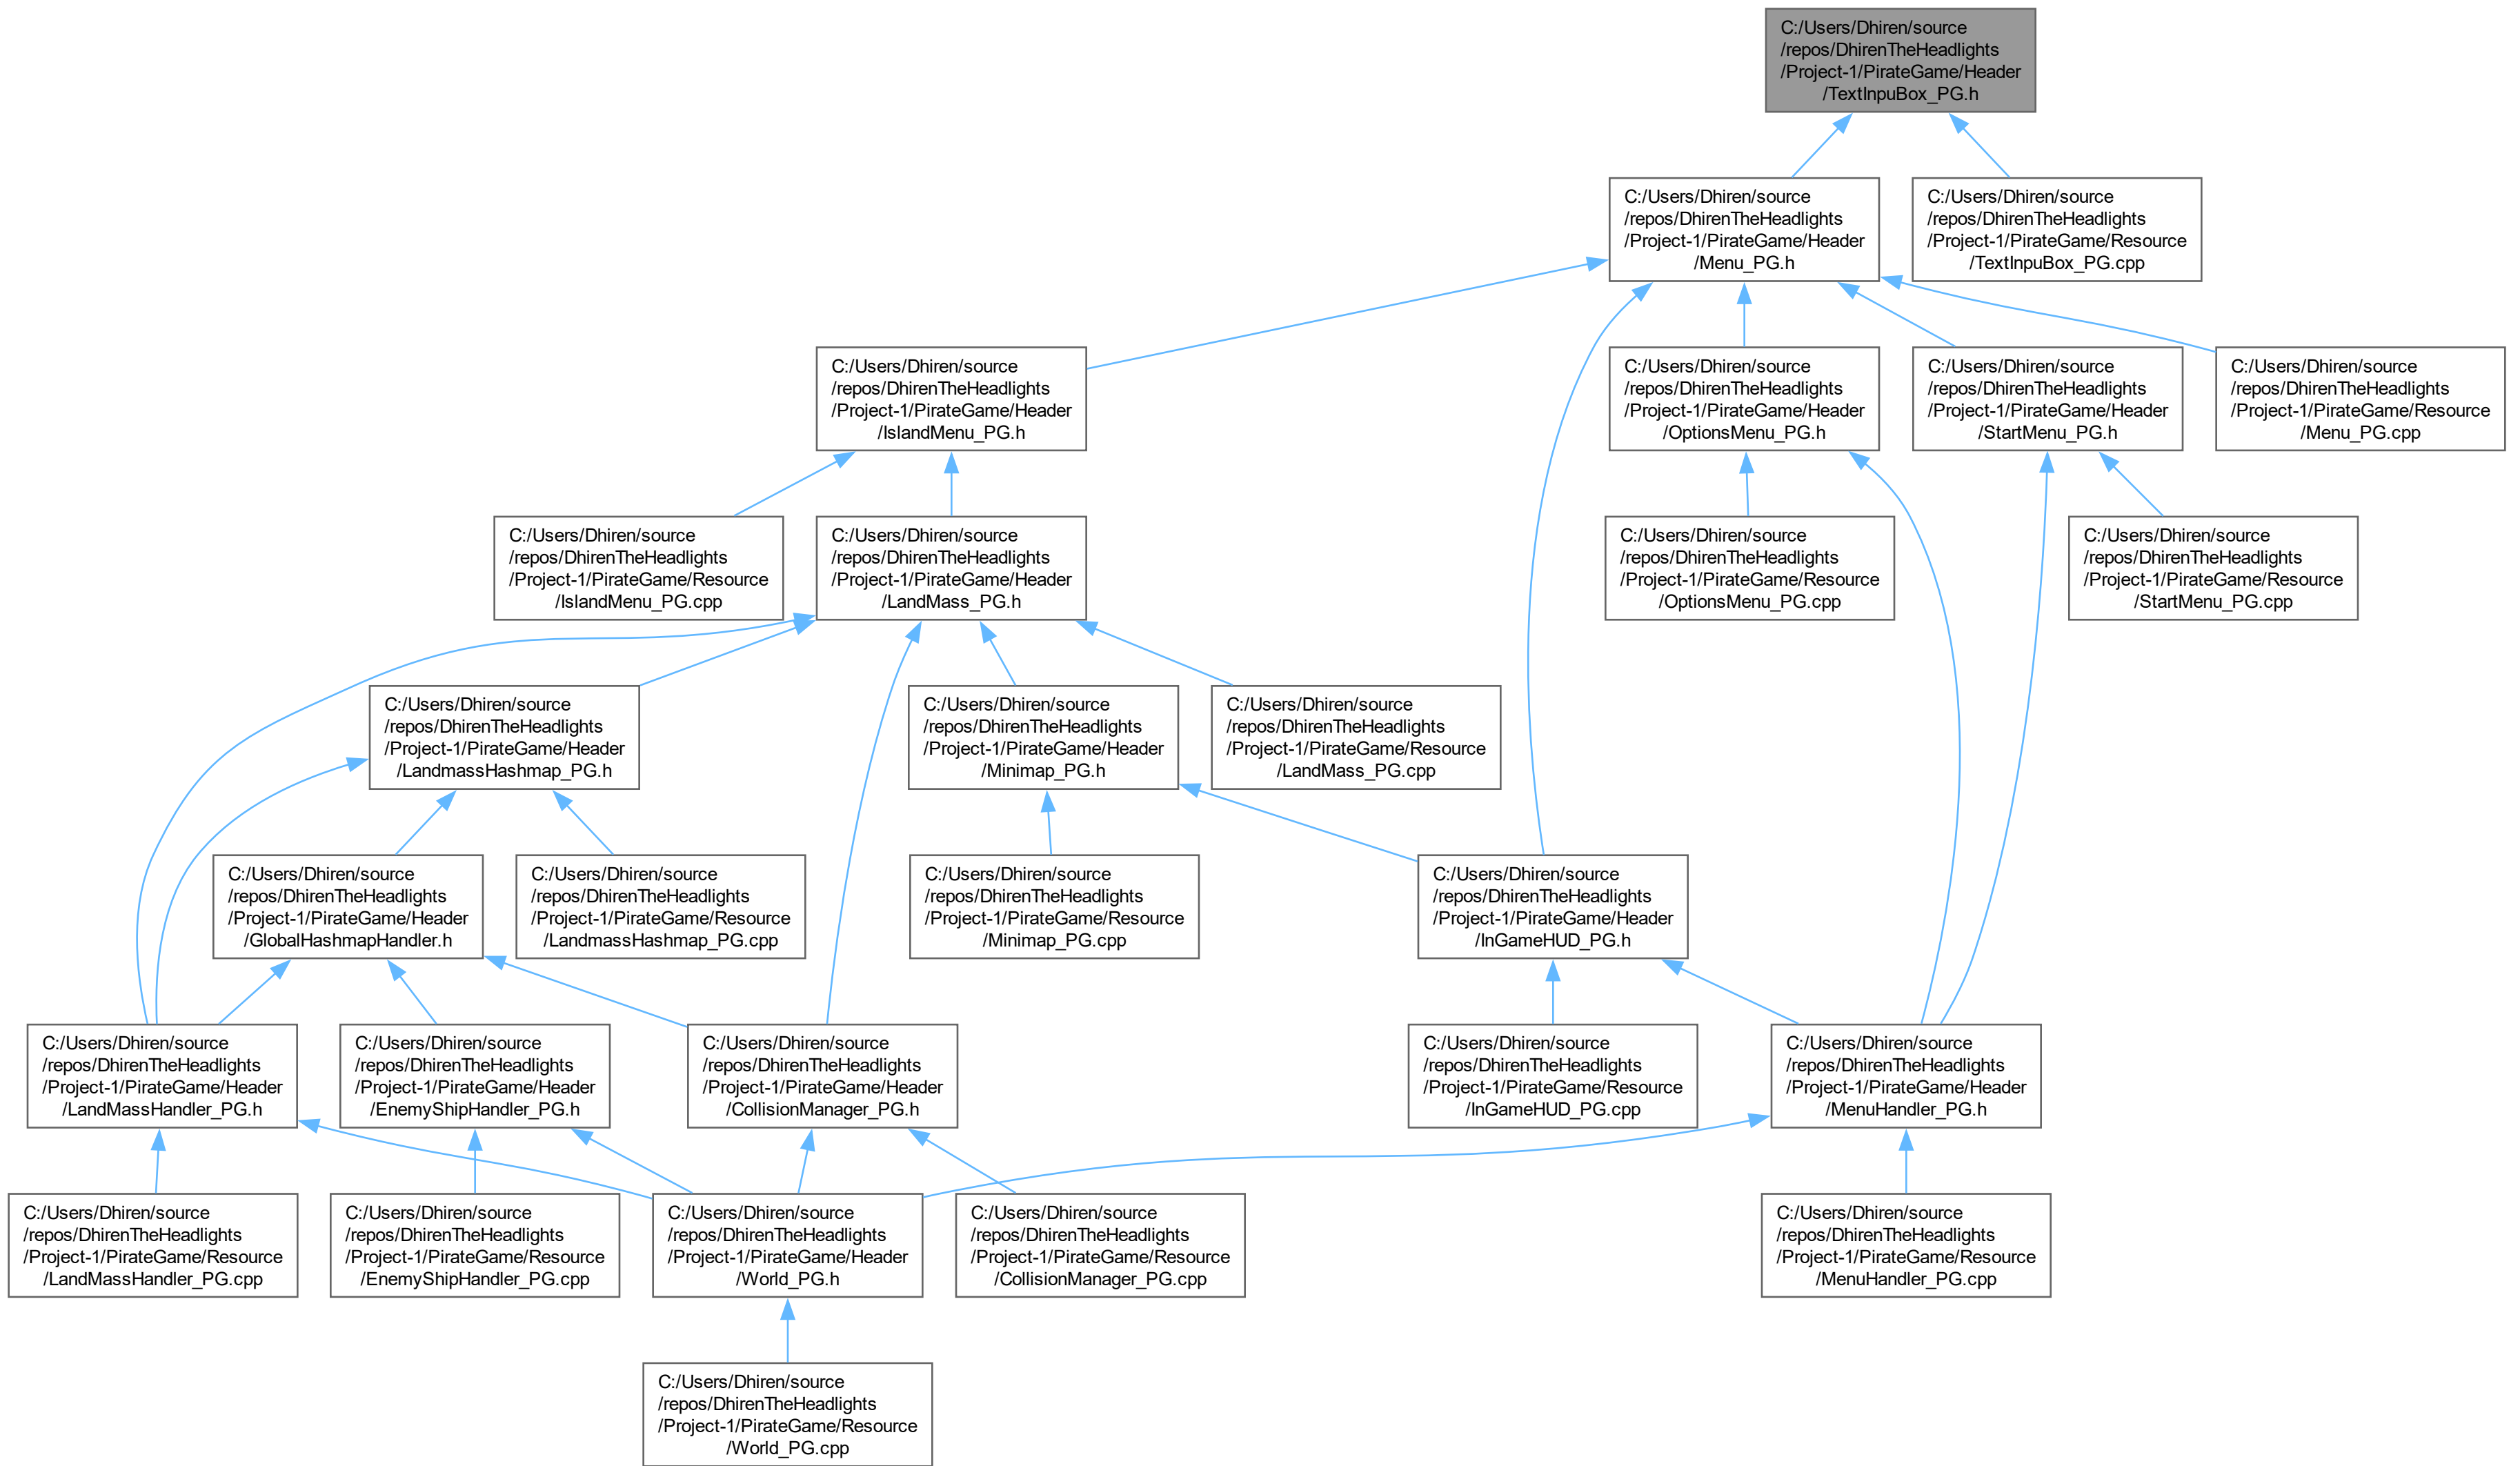 C:/Users/Dhiren/source
/repos/DhirenTheHeadlights
/Project-1/PirateGame/Header
/TextInpuBox_PG.h
C:/Users/Dhiren/source
/repos/DhirenTheHeadlights
/Project-1/PirateGame/Header
/Menu_PG.h
C:/Users/Dhiren/source
/repos/DhirenTheHeadlights
/Project-1/PirateGame/Resource
/TextInpuBox_PG.cpp
C:/Users/Dhiren/source
/repos/DhirenTheHeadlights
/Project-1/PirateGame/Header
/IslandMenu_PG.h
C:/Users/Dhiren/source
/repos/DhirenTheHeadlights
/Project-1/PirateGame/Header
/OptionsMenu_PG.h
C:/Users/Dhiren/source
/repos/DhirenTheHeadlights
/Project-1/PirateGame/Header
/StartMenu_PG.h
C:/Users/Dhiren/source
/repos/DhirenTheHeadlights
/Project-1/PirateGame/Resource
/Menu_PG.cpp
C:/Users/Dhiren/source
/repos/DhirenTheHeadlights
/Project-1/PirateGame/Resource
/IslandMenu_PG.cpp
C:/Users/Dhiren/source
/repos/DhirenTheHeadlights
/Project-1/PirateGame/Header
/LandMass_PG.h
C:/Users/Dhiren/source
/repos/DhirenTheHeadlights
/Project-1/PirateGame/Resource
/OptionsMenu_PG.cpp
C:/Users/Dhiren/source
/repos/DhirenTheHeadlights
/Project-1/PirateGame/Resource
/StartMenu_PG.cpp
C:/Users/Dhiren/source
/repos/DhirenTheHeadlights
/Project-1/PirateGame/Header
/LandmassHashmap_PG.h
C:/Users/Dhiren/source
/repos/DhirenTheHeadlights
/Project-1/PirateGame/Header
/Minimap_PG.h
C:/Users/Dhiren/source
/repos/DhirenTheHeadlights
/Project-1/PirateGame/Resource
/LandMass_PG.cpp
C:/Users/Dhiren/source
/repos/DhirenTheHeadlights
/Project-1/PirateGame/Header
/GlobalHashmapHandler.h
C:/Users/Dhiren/source
/repos/DhirenTheHeadlights
/Project-1/PirateGame/Resource
/LandmassHashmap_PG.cpp
C:/Users/Dhiren/source
/repos/DhirenTheHeadlights
/Project-1/PirateGame/Resource
/Minimap_PG.cpp
C:/Users/Dhiren/source
/repos/DhirenTheHeadlights
/Project-1/PirateGame/Header
/InGameHUD_PG.h
C:/Users/Dhiren/source
/repos/DhirenTheHeadlights
/Project-1/PirateGame/Header
/LandMassHandler_PG.h
C:/Users/Dhiren/source
/repos/DhirenTheHeadlights
/Project-1/PirateGame/Header
/EnemyShipHandler_PG.h
C:/Users/Dhiren/source
/repos/DhirenTheHeadlights
/Project-1/PirateGame/Header
/CollisionManager_PG.h
C:/Users/Dhiren/source
/repos/DhirenTheHeadlights
/Project-1/PirateGame/Resource
/InGameHUD_PG.cpp
C:/Users/Dhiren/source
/repos/DhirenTheHeadlights
/Project-1/PirateGame/Header
/MenuHandler_PG.h
C:/Users/Dhiren/source
/repos/DhirenTheHeadlights
/Project-1/PirateGame/Resource
/LandMassHandler_PG.cpp
C:/Users/Dhiren/source
/repos/DhirenTheHeadlights
/Project-1/PirateGame/Resource
/EnemyShipHandler_PG.cpp
C:/Users/Dhiren/source
/repos/DhirenTheHeadlights
/Project-1/PirateGame/Header
/World_PG.h
C:/Users/Dhiren/source
/repos/DhirenTheHeadlights
/Project-1/PirateGame/Resource
/CollisionManager_PG.cpp
C:/Users/Dhiren/source
/repos/DhirenTheHeadlights
/Project-1/PirateGame/Resource
/MenuHandler_PG.cpp
C:/Users/Dhiren/source
/repos/DhirenTheHeadlights
/Project-1/PirateGame/Resource
/World_PG.cpp